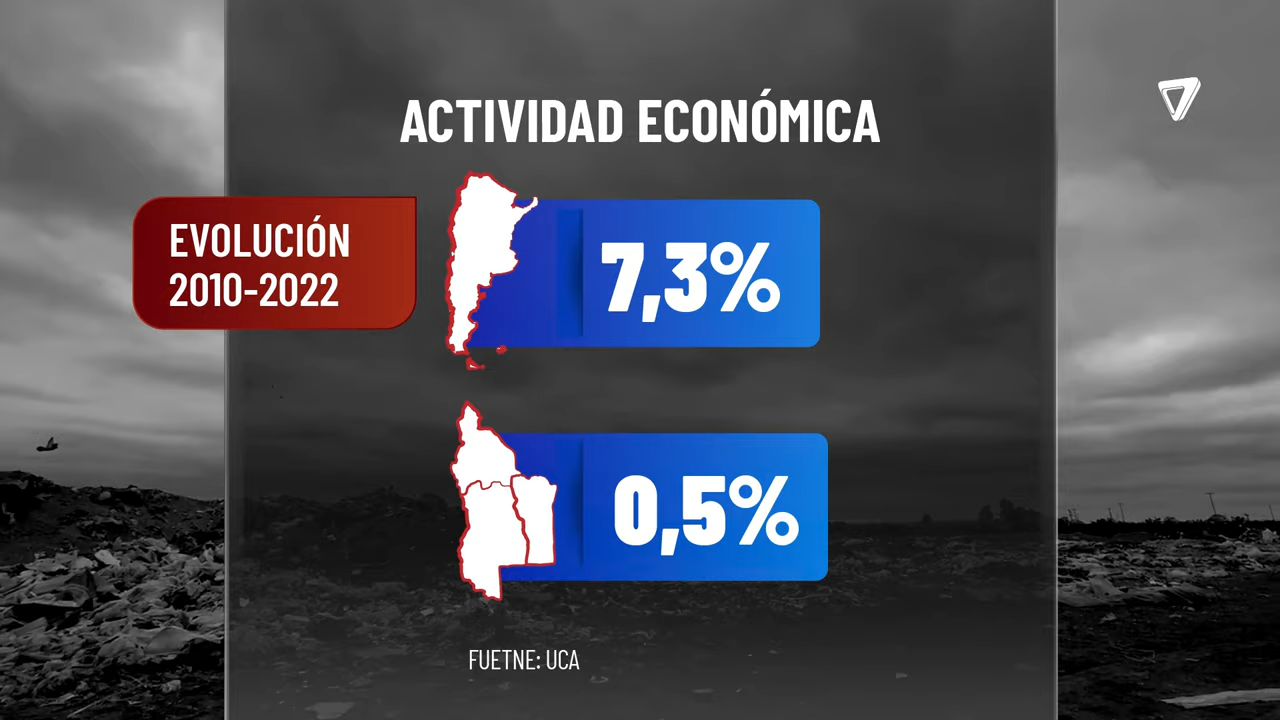 ACTIVIDAD ECONÓMICA
EVOLUCIÓN
2010-2022
7,3%
0,5%
FUETNE: UCA